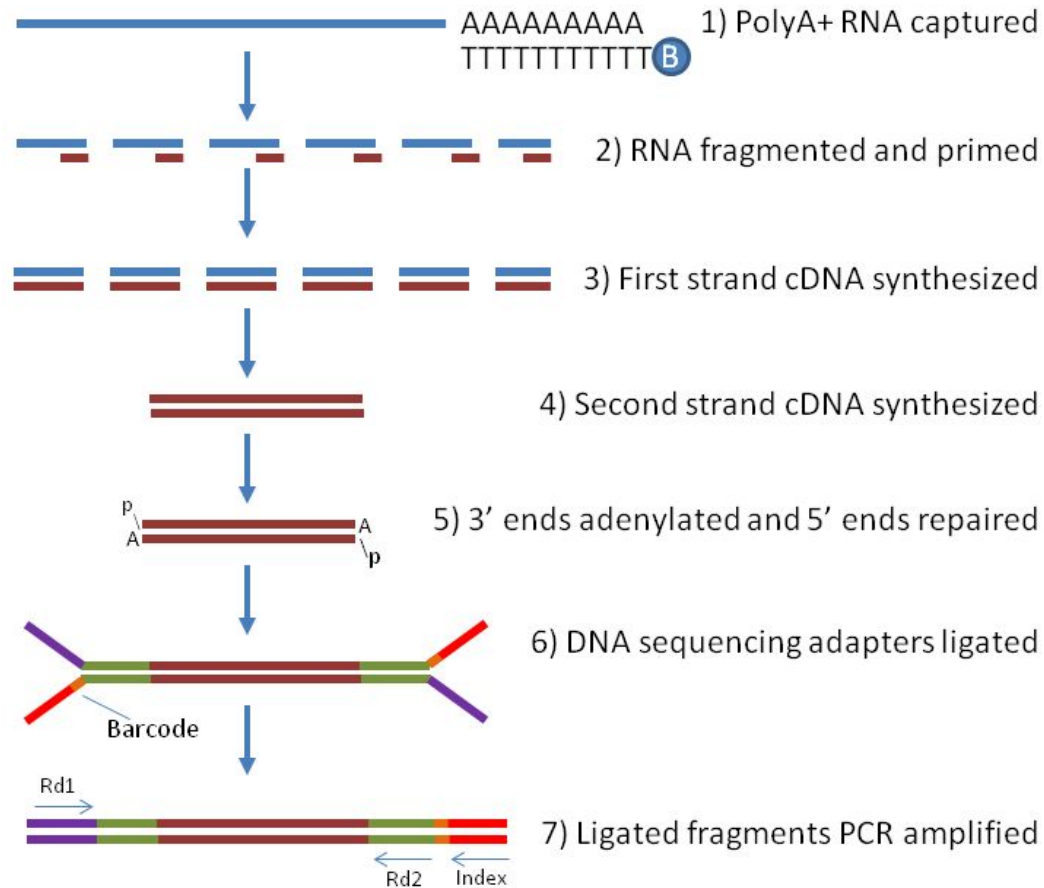 AAAAAAAAA
1) PolyA+ RNA captured
TTTTTTTTTTT B
2) RNA fragmented and primed
3) First strand cDNA synthesized
4) Second strand cDNA synthesized
p
A
5) 3’ ends adenylated and 5’ ends repaired
A
p
6) DNA sequencing adapters ligated
Barcode
Rd1
7) Ligated fragments PCR amplified
Rd2
Index